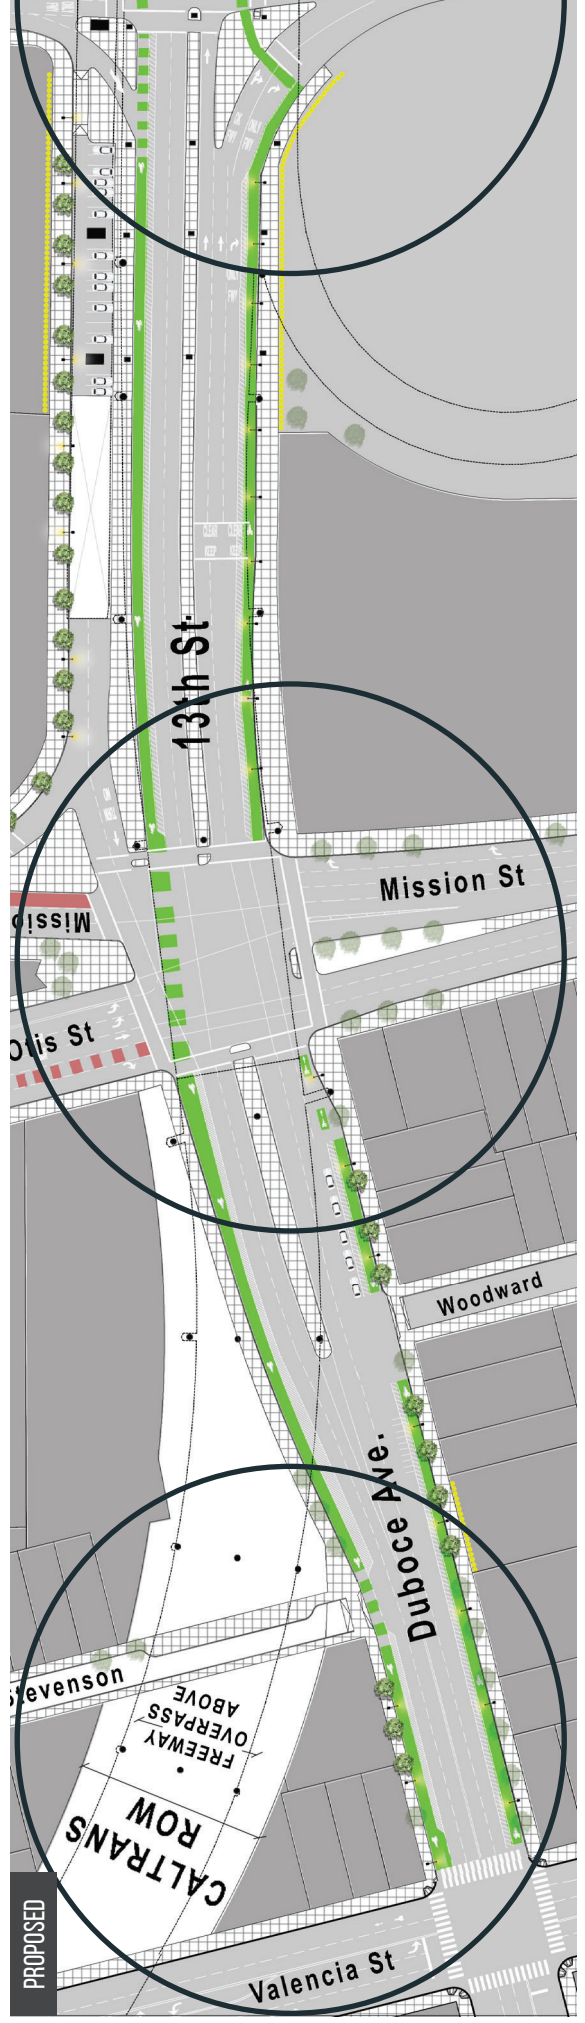 13th St.
Mission St
Missio
Otis St
Woodward
Duboce Ave.
Stevenson
FREEWAY
OVERPASS
ABOVE
CALTRANS
ROW
PROPOSED
Valencia St